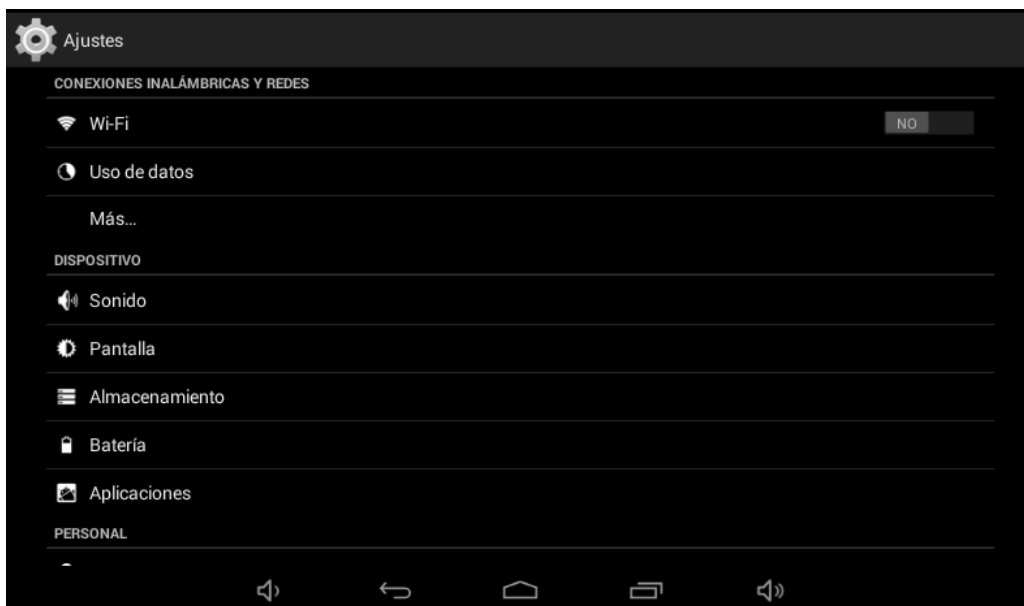 Ajustes
CONEXIONES INALÁMBRICAS Y REDES
Wi-Fi
NO
Uso de datos
Más...
DISPOSITIVO
Sonido
Pantalla
Almacenamiento
Batería
Aplicaciones
PERSONAL